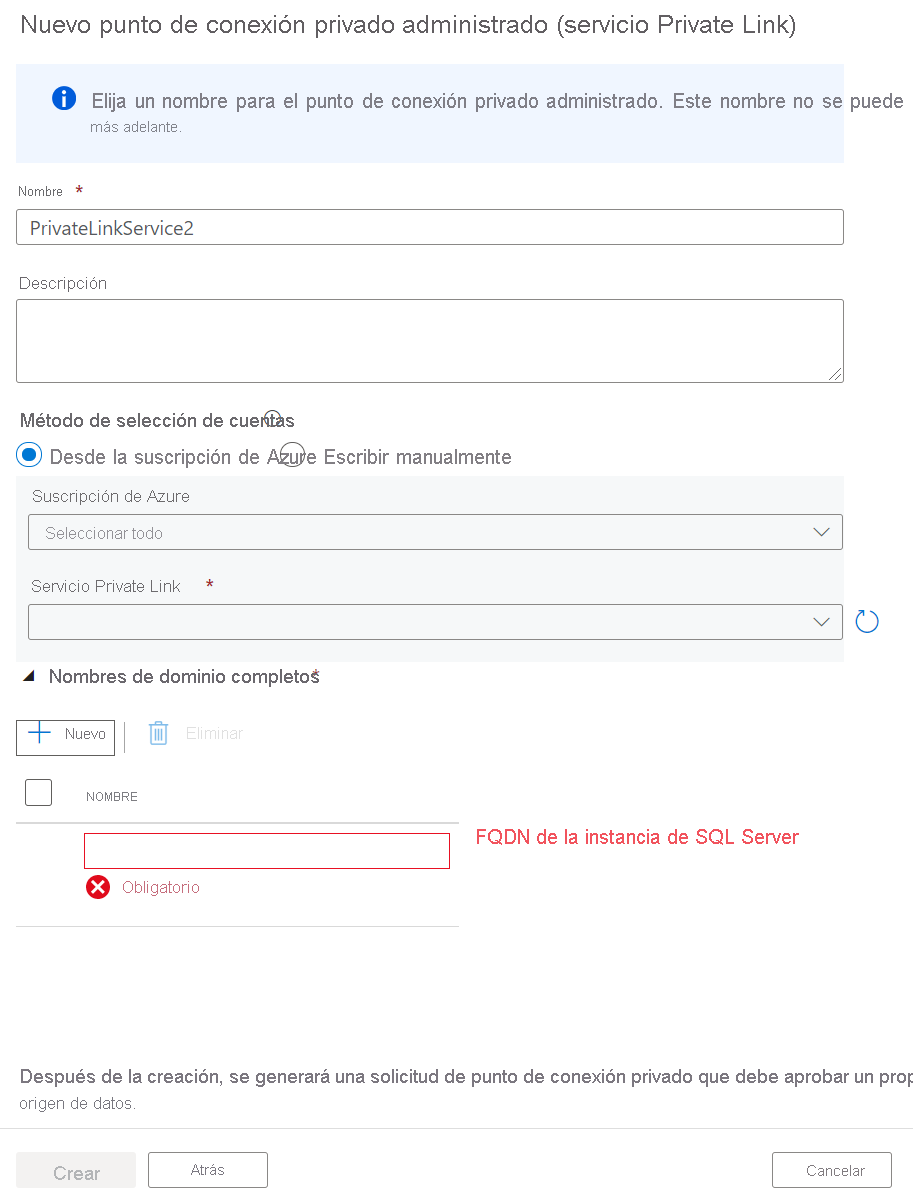 Nuevo punto de conexión privado administrado (servicio Private Link)
Elija un nombre para el punto de conexión privado administrado. Este nombre no se puede
más adelante.
Nombre *
PrivateLinkService2
Descripción
Método de selección de cuentas
Desde la suscripción de Azure Escribir manualmente
Suscripción de Azure
Seleccionar todo
Servicio Private Link *
Nombres de dominio completos*
Nuevo Eliminar
NOMBRE
FQDN de la instancia de SQL Server
Obligatorio
Después de la creación, se generará una solicitud de punto de conexión privado que debe aprobar un prop
origen de datos.
Crear Atrás Cancelar